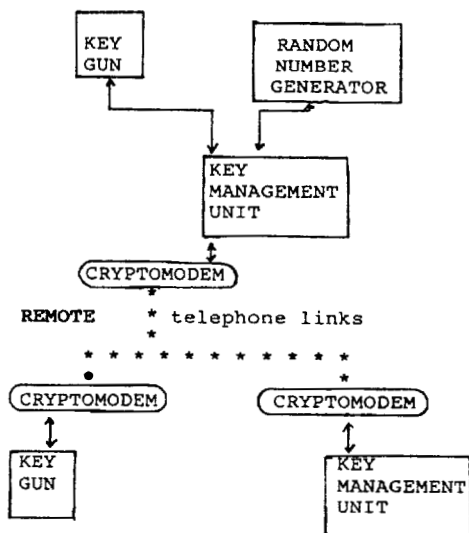 KEY
GUN
RANDOM
NUMBER
GENERATOR
KEY
MANAGEMENT
UNIT
CRYPTOMODEM
REMOTE
telephone links
CRYPTOMODEM
CRYPTOMODEM
KEY
GUN
KEY
MANAGEMENT
UNIT